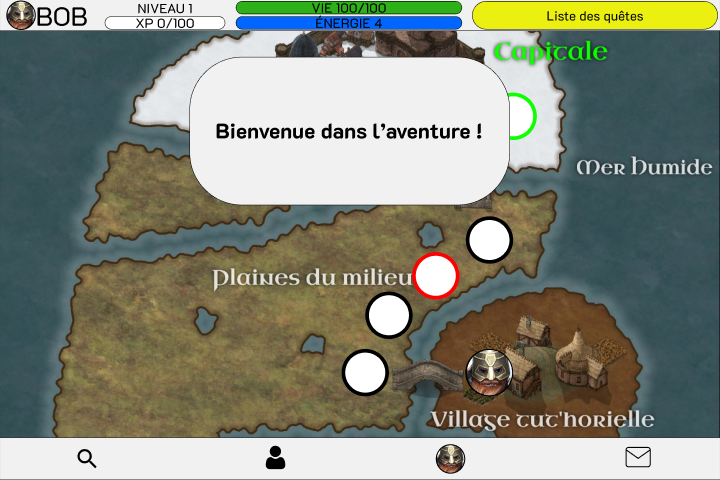 BOB
NIVEAU 1
XP 0/100
VIE 100/100
ÉNERGIE 4
Liste des quêtes
Capitale
Bienvenue dans l'aventure !
Mer Humide
Plaines du milieu
Village tut'horielle